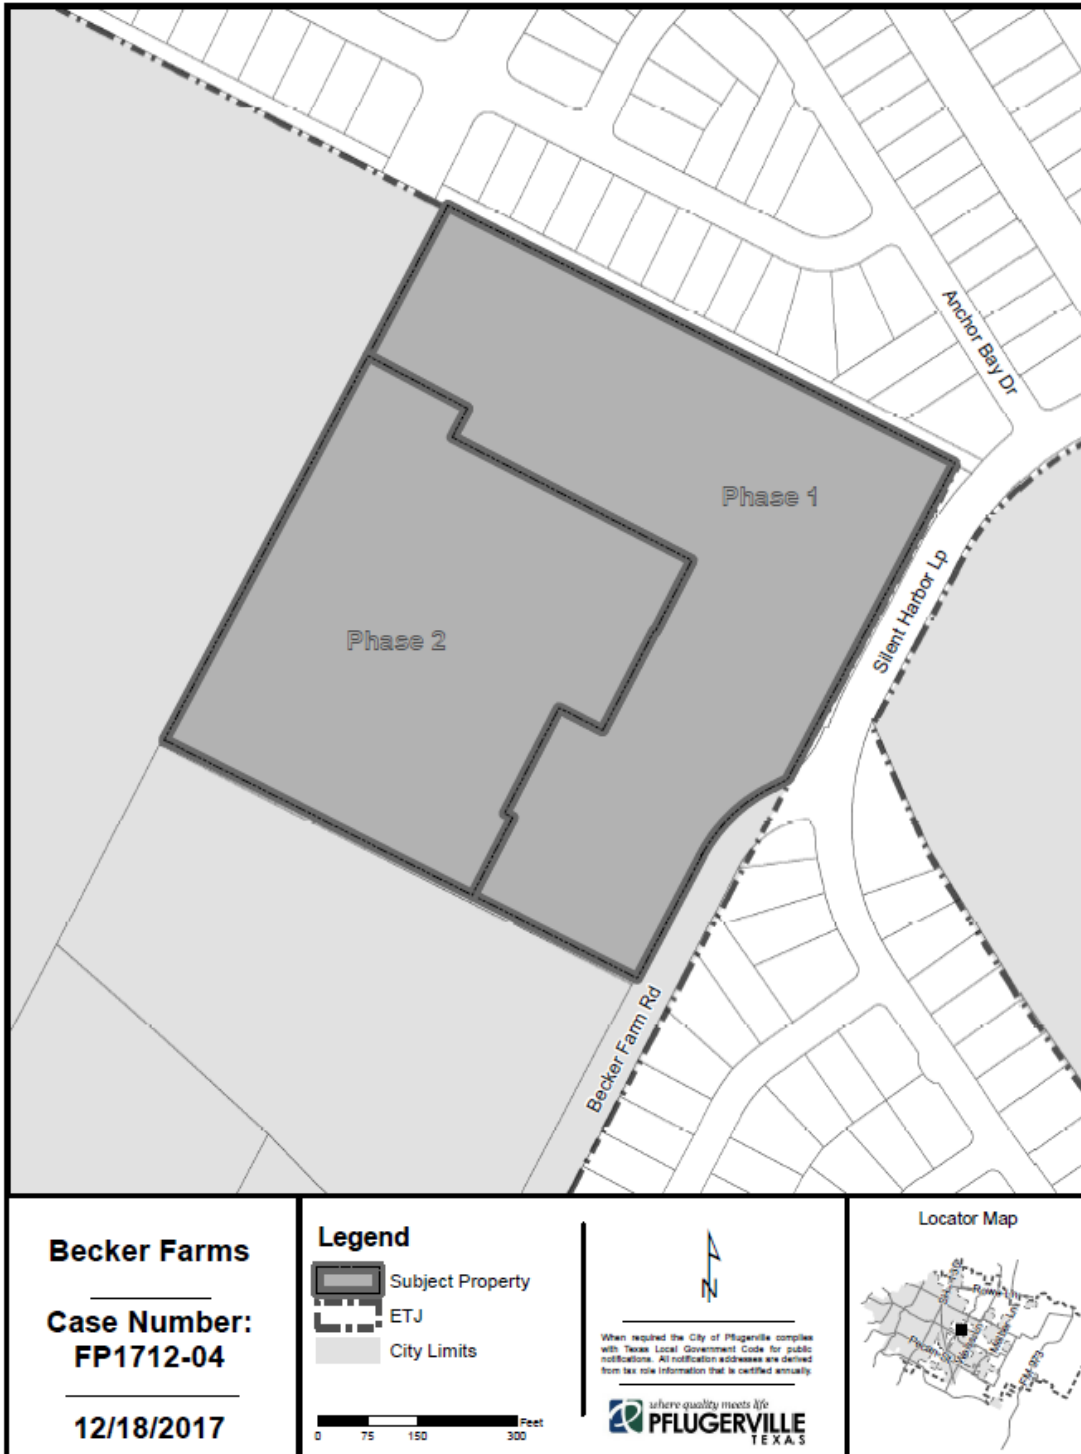 Anchor Bay Dr
Phase 1
Silent Harbor Lp
Phase 2
Becker Farm Rd
Becker Farms
Case Number:
FP1712-04
12/18/2017
Legend
Subject Property
ETJ
City Limits
0 75 150 300 Feet
N
When required the City of Pflugerville complies
with Texas Local Government Code for public
notifications. All notification addresses are derived
from tax role information that is certified annually.
where quality meets life
PFLUGERVILLE
TEXAS
Locator Map
FM-973